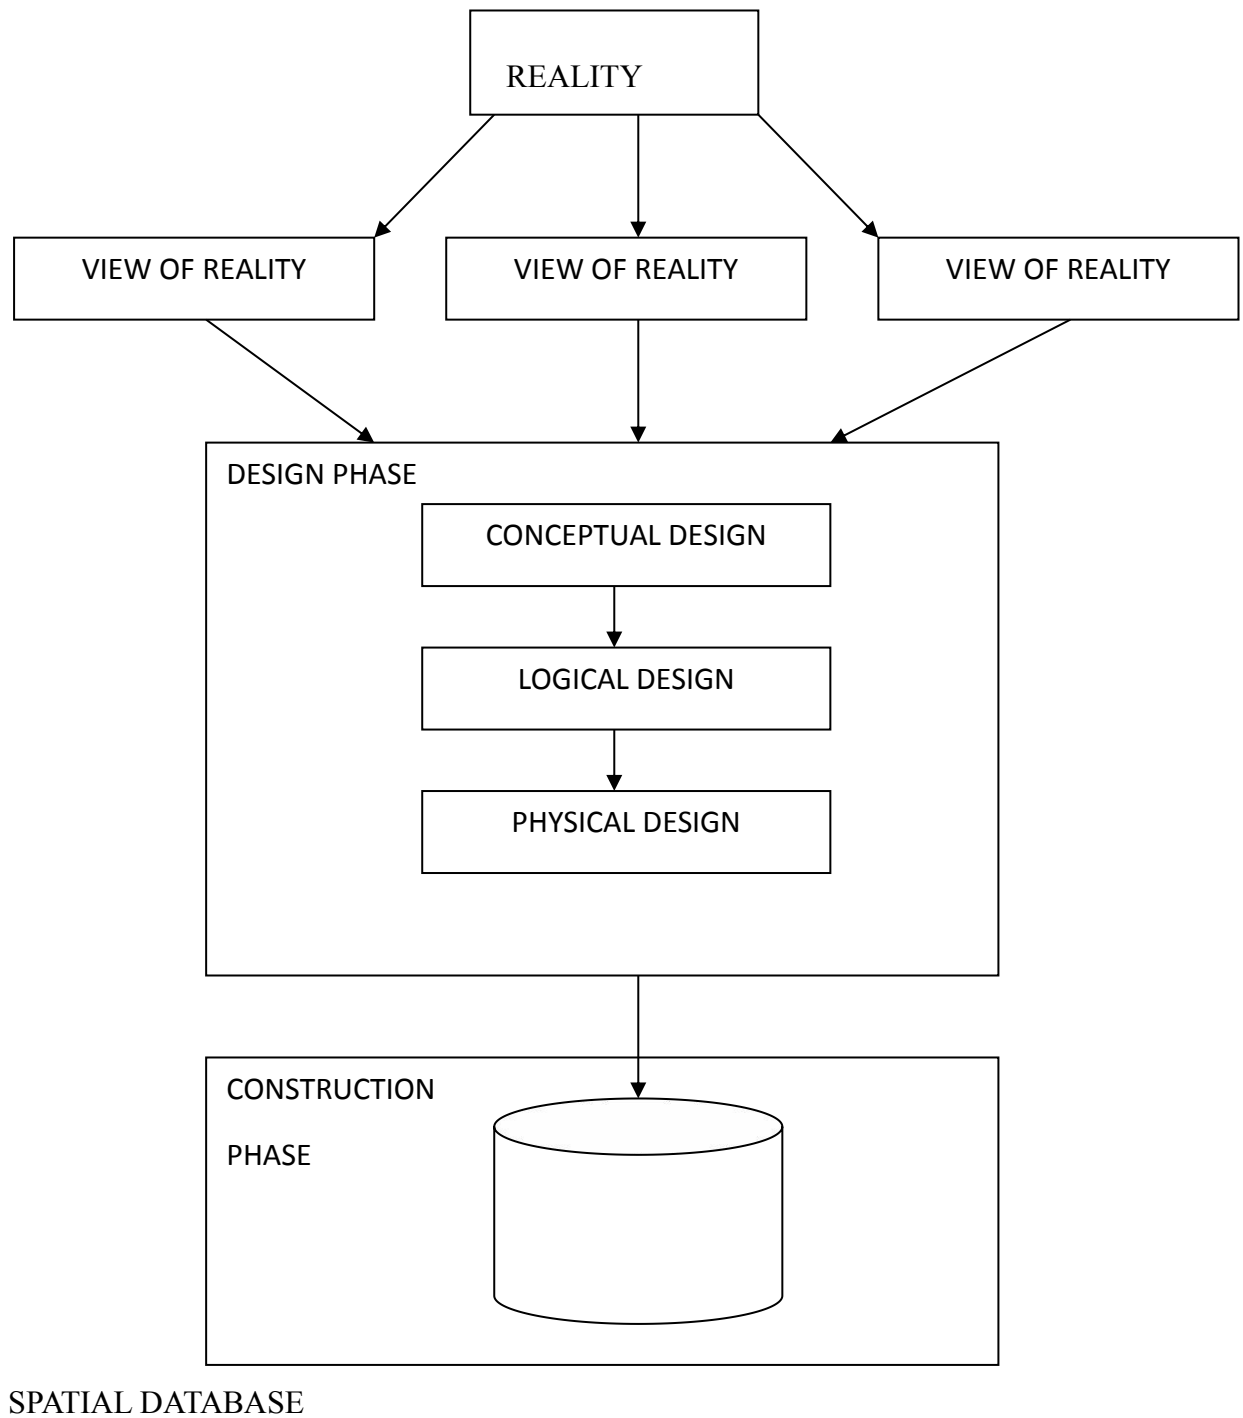 REALITY
VIEW OF REALITY
VIEW OF REALITY
VIEW OF REALITY
DESIGN PHASE
CONCEPTUAL DESIGN
LOGICAL DESIGN
PHYSICAL DESIGN
CONSTRUCTION
PHASE
SPATIAL DATABASE